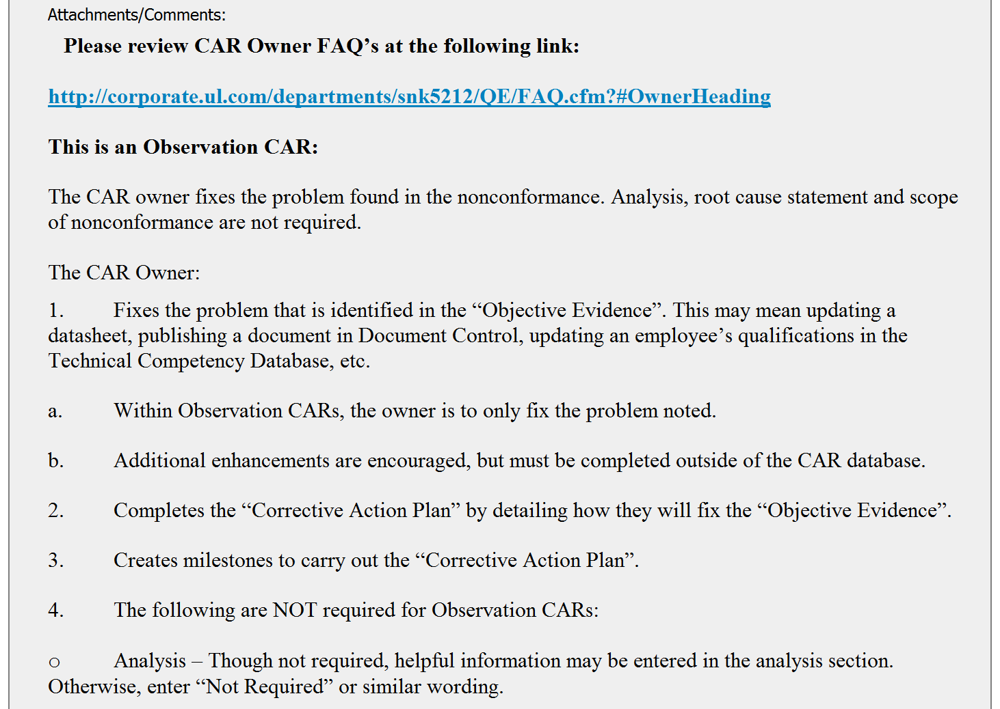 Attachments/Comments:
Please review CAR Owner FAQ’s at the following link:
http://corporate.ul.com/departments/snk5212/QE/FAQ.cfm?#OwnerHeading
This is an Observation CAR:
The CAR owner fixes the problem found in the nonconformance. Analysis, root cause statement and scope
of nonconformance are not required.
The CAR Owner:
1. Fixes the problem that is identified in the “Objective Evidence”. This may mean updating a
datasheet, publishing a document in Document Control, updating an employee’s qualifications in the
Technical Competency Database, etc.
a. Within Observation CARs, the owner is to only fix the problem noted.
b. Additional enhancements are encouraged, but must be completed outside of the CAR database.
2. Completes the “Corrective Action Plan” by detailing how they will fix the “Objective Evidence”.
3. Creates milestones to carry out the “Corrective Action Plan”.
4. The following are NOT required for Observation CARs:
o Analysis – Though not required, helpful information may be entered in the analysis section.
Otherwise, enter “Not Required” or similar wording.